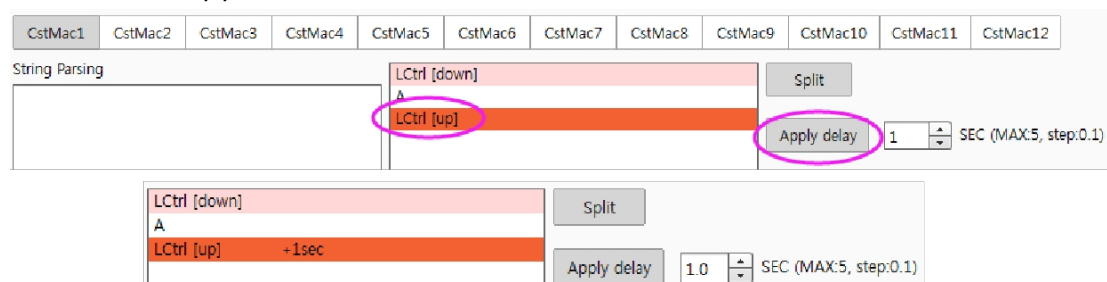 CstMac1 CstMac2 CstMac3 CstMac4 CstMac5 CstMac6 CstMac7 CstMac8 CstMac9 CstMac10 CstMac11 CstMac12
String Parsing
LCtrl [down]
A
LCtrl [up]
Split
Apply delay 1 SEC (MAX:5, step:0.1)
LCtrl [down]
A
LCtrl [up] +1sec
Split
Apply delay 1.0 SEC (MAX:5, step:0.1)